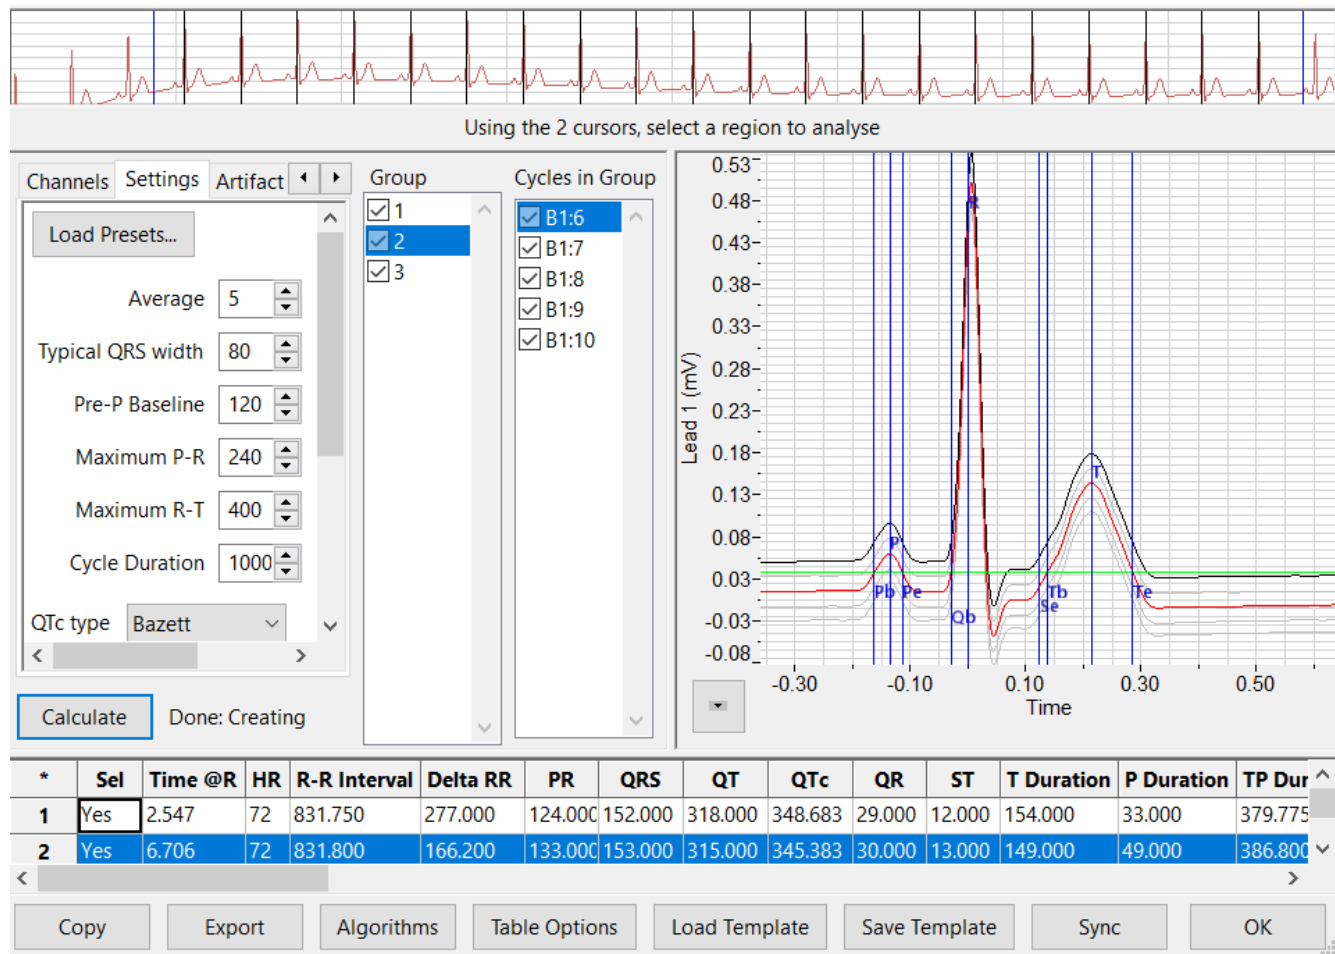 Using the 2 cursors, select a region to analyse
Channels Settings Artifact
Load Presets...
Average 5
Typical QRS width 80
Pre-P Baseline 120
Maximum P-R 240
Maximum R-T 400
Cycle Duration 1000
QTc type Bazett
Calculate Done: Creating
Group
1
2
3
Cycles in Group
B1:6
B1:7
B1:8
B1:9
B1:10
Lead 1 (mV)
0.53
0.48
0.43
0.38
0.33
0.28
0.23
0.18
0.13
0.08
0.03
-0.03
-0.08
R
P
T
Pb Pe Tb Te
Se
Qb
-0.30 -0.10 0.10 0.30 0.50
Time
* Sel Time @R HR R-R Interval Delta RR PR QRS QT QTc QR ST T Duration P Duration TP Dur
1 Yes 2.547 72 831.750 277.000 124.000 152.000 318.000 348.683 29.000 12.000 154.000 33.000 379.775
2 Yes 6.706 72 831.800 166.200 133.000 153.000 315.000 345.383 30.000 13.000 149.000 49.000 386.800
Copy Export Algorithms Table Options Load Template Save Template Sync OK